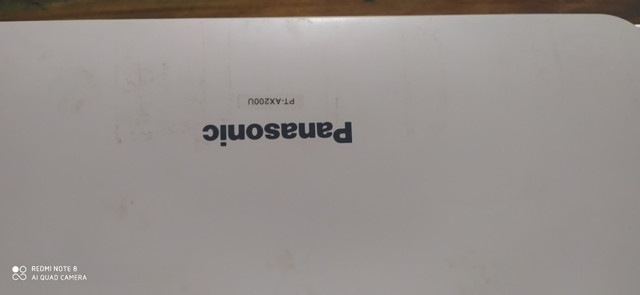 Panasonic
PT-AX200U
REDMI NOTE 8
AI QUAD CAMERA